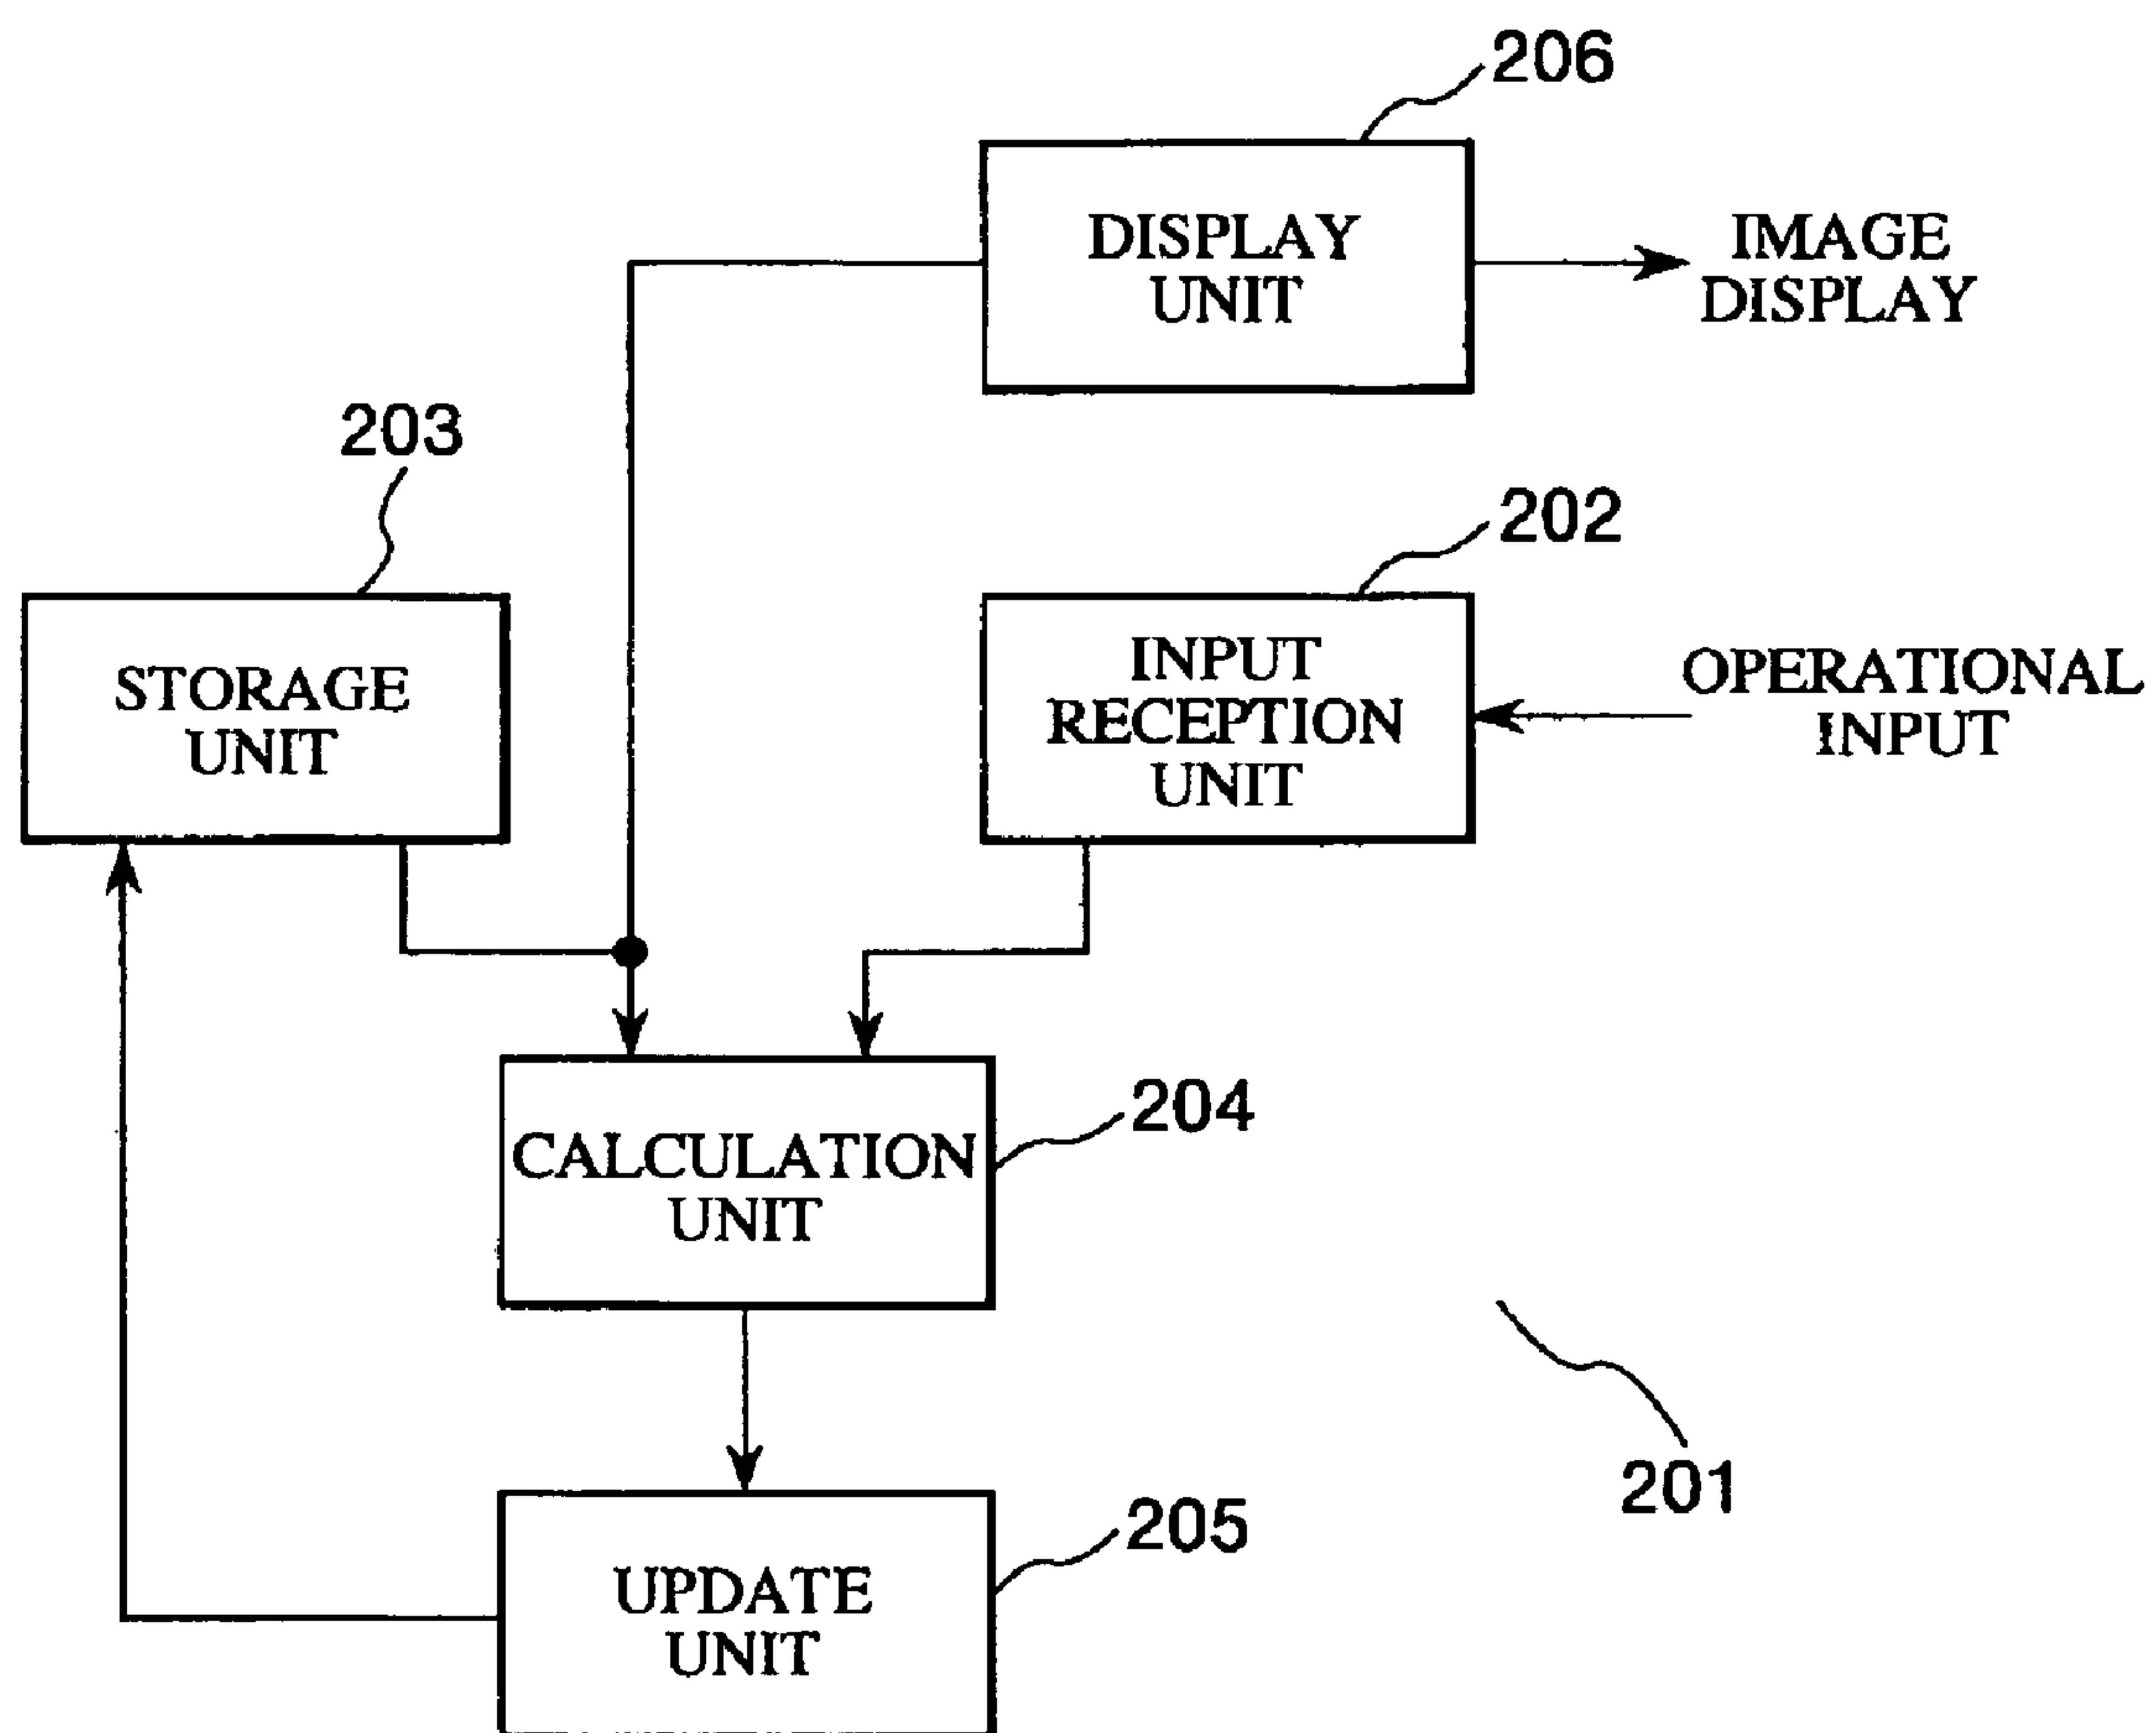 206
DISPLAY
UNIT
IMAGE
DISPLAY
203
202
STORAGE
UNIT
INPUT
RECEPTION
UNIT
OPERATIONAL
INPUT
204
CALCULATION
UNIT
201
205
UPDATE
UNIT